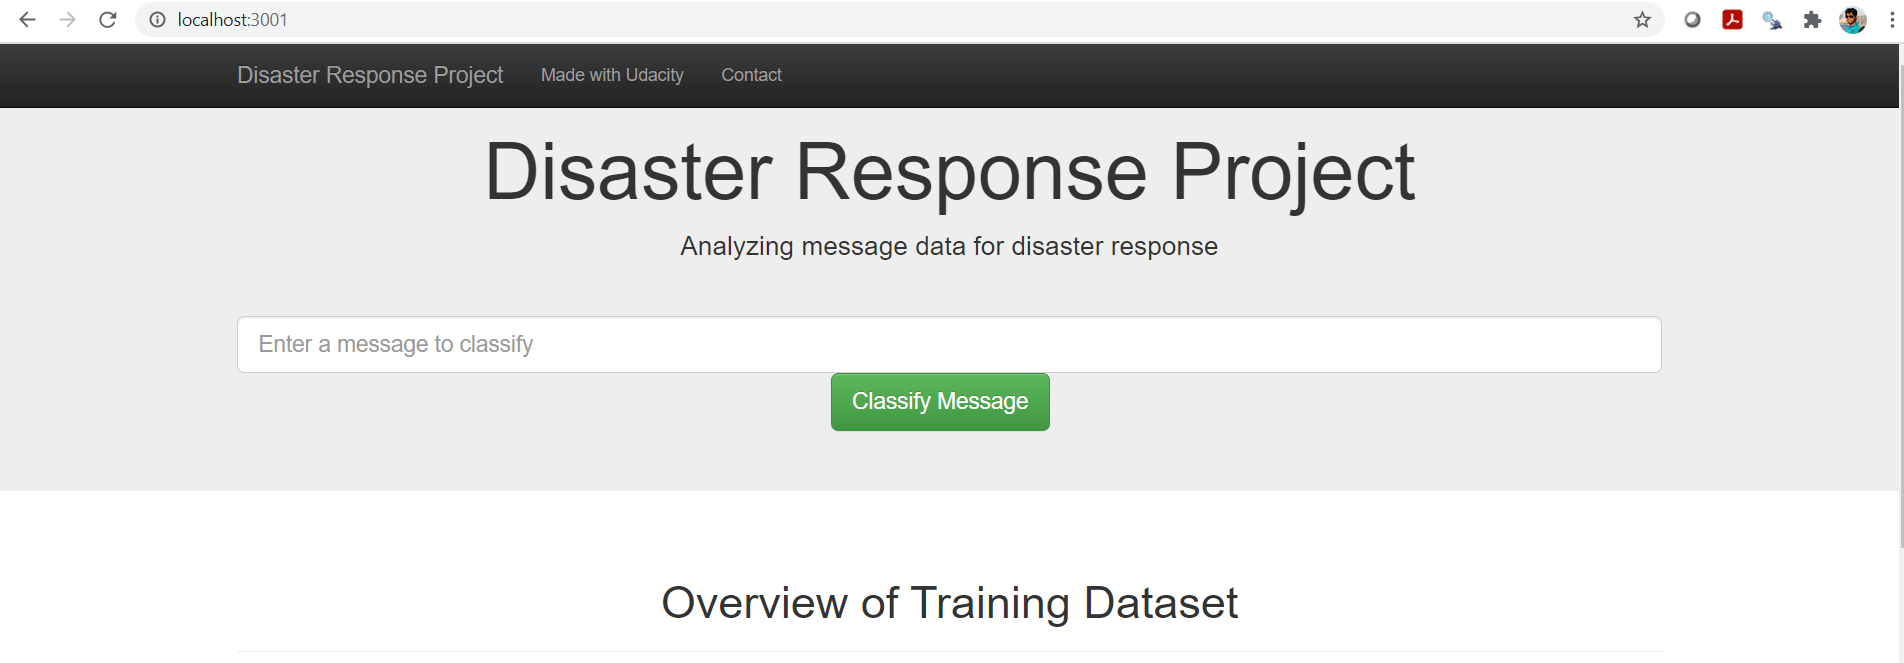 localhost:3001
Disaster Response Project Made with Udacity Contact
Disaster Response Project
Analyzing message data for disaster response
Enter a message to classify
Classify Message
Overview of Training Dataset